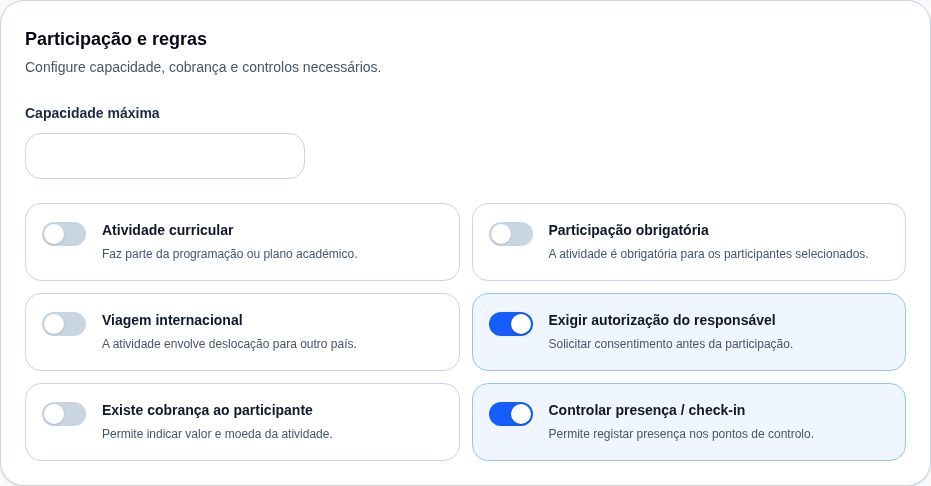 Participação e regras
Configure capacidade, cobrança e controlos necessários.
Capacidade máxima
Atividade curricular
Faz parte da programação ou plano académico.
Participação obrigatória
A atividade é obrigatória para os participantes selecionados.
Viagem internacional
A atividade envolve deslocação para outro país.
Exigir autorização do responsável
Solicitar consentimento antes da participação.
Existe cobrança ao participante
Permite indicar valor e moeda da atividade.
Controlar presença / check-in
Permite registar presença nos pontos de controlo.